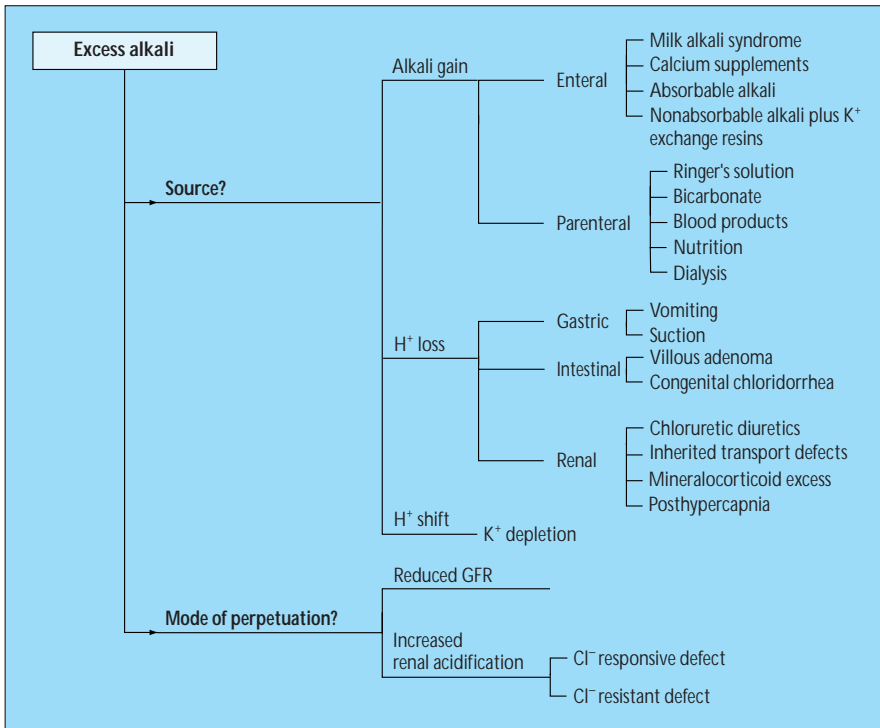 Excess alkali
Alkali gain
Enteral
Milk alkali syndrome
Calcium supplements
Absorbable alkali
Nonabsorbable alkali plus K⁺
exchange resins
Source?
Parenteral
Ringer's solution
Bicarbonate
Blood products
Nutrition
Dialysis
H⁺ loss
Gastric
Vomiting
Suction
Intestinal
Villous adenoma
Congenital chloridorrhea
Renal
Chloruretic diuretics
Inherited transport defects
Mineralocorticoid excess
Posthypercapnia
H⁺ shift
K⁺ depletion
Mode of perpetuation?
Reduced GFR
Increased
renal acidification
Cl⁻ responsive defect
Cl⁻ resistant defect